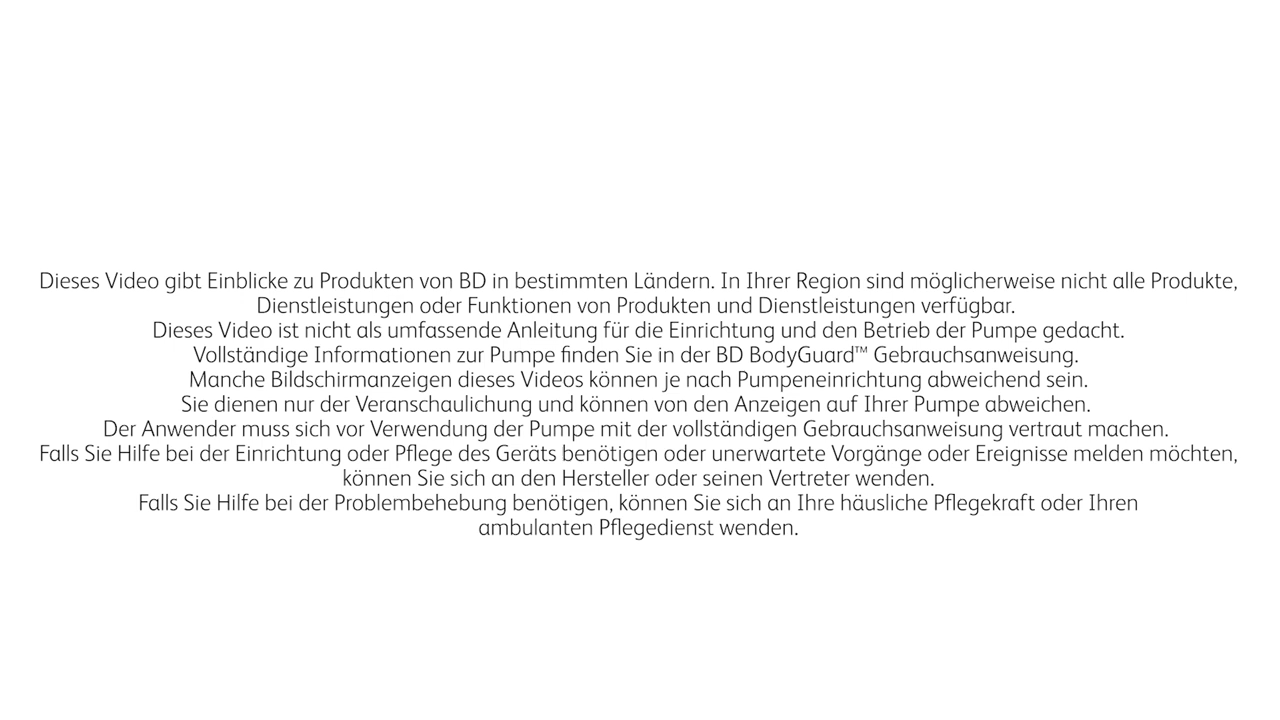 Dieses Video gibt Einblicke zu Produkten von BD in bestimmten Ländern. In Ihrer Region sind möglicherweise nicht alle Produkte,
Dienstleistungen oder Funktionen von Produkten und Dienstleistungen verfügbar.
Dieses Video ist nicht als umfassende Anleitung für die Einrichtung und den Betrieb der Pumpe gedacht.
Vollständige Informationen zur Pumpe finden Sie in der BD BodyGuard™ Gebrauchsanweisung.
Manche Bildschirmanzeigen dieses Videos können je nach Pumpeneinrichtung abweichend sein.
Sie dienen nur der Veranschaulichung und können von den Anzeigen auf Ihrer Pumpe abweichen.
Der Anwender muss sich vor Verwendung der Pumpe mit der vollständigen Gebrauchsanweisung vertraut machen.
Falls Sie Hilfe bei der Einrichtung oder Pflege des Geräts benötigen oder unerwartete Vorgänge oder Ereignisse melden möchten,
können Sie sich an den Hersteller oder seinen Vertreter wenden.
Falls Sie Hilfe bei der Problembehebung benötigen, können Sie sich an Ihre häusliche Pflegekraft oder Ihren
ambulanten Pflegedienst wenden.